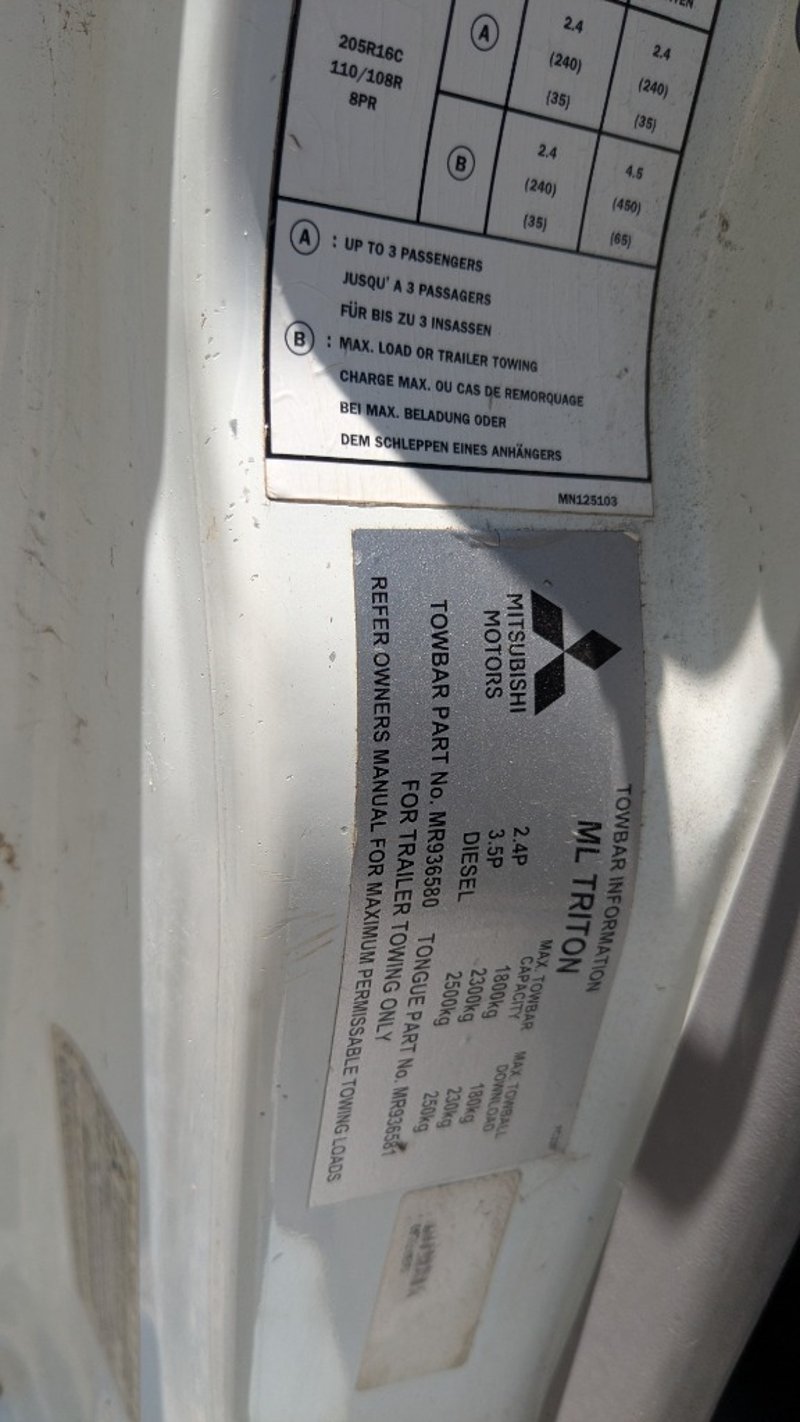 205R16C
110/108R
8PR
A
2.4
(240)
(35)
2.4
(240)
(35)
B
2.4
(240)
(35)
4.5
(450)
(65)
A : UP TO 3 PASSENGERS
JUSQU' A 3 PASSAGERS
FÜR BIS ZU 3 INSASSEN
B : MAX. LOAD OR TRAILER TOWING
CHARGE MAX. OU CAS DE REMORQUAGE
BEI MAX. BELADUNG ODER
DEM SCHLEPPEN EINES ANHÄNGERS
MN125103
MITSUBISHI
MOTORS
TOWBAR INFORMATION
ML TRITON
MAX. TOWBAR CAPACITY MAX. TOWBALL DOWNLOAD
2.4P 1800kg 180kg
3.5P 2300kg 230kg
DIESEL 2500kg 250kg
TOWBAR PART No. MR936580 TONGUE PART No. MR936581
FOR TRAILER TOWING ONLY
REFER OWNERS MANUAL FOR MAXIMUM PERMISSABLE TOWING LOADS